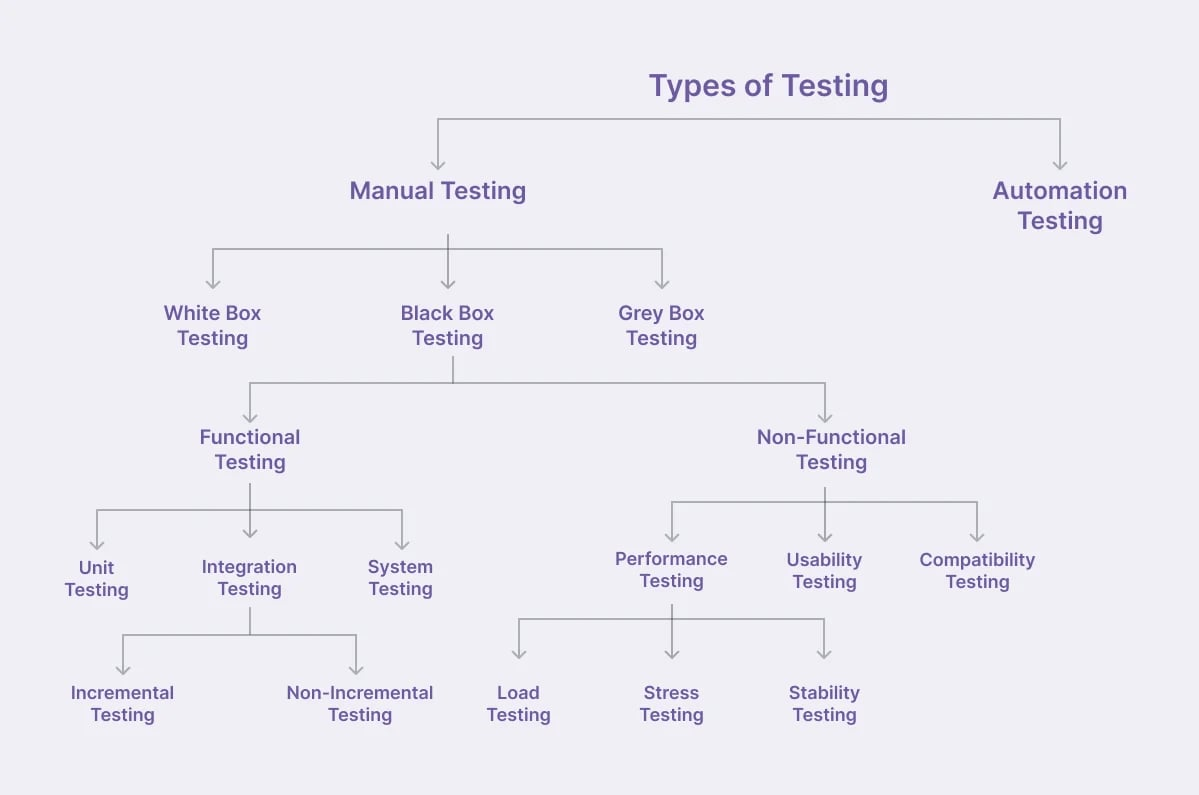 Types of Testing
Manual Testing
Automation
Testing
White Box
Testing
Black Box
Testing
Grey Box
Testing
Functional
Testing
Non-Functional
Testing
Unit
Testing
Integration
Testing
System
Testing
Performance
Testing
Usability
Testing
Compatibility
Testing
Incremental
Testing
Non-Incremental
Testing
Load
Testing
Stress
Testing
Stability
Testing